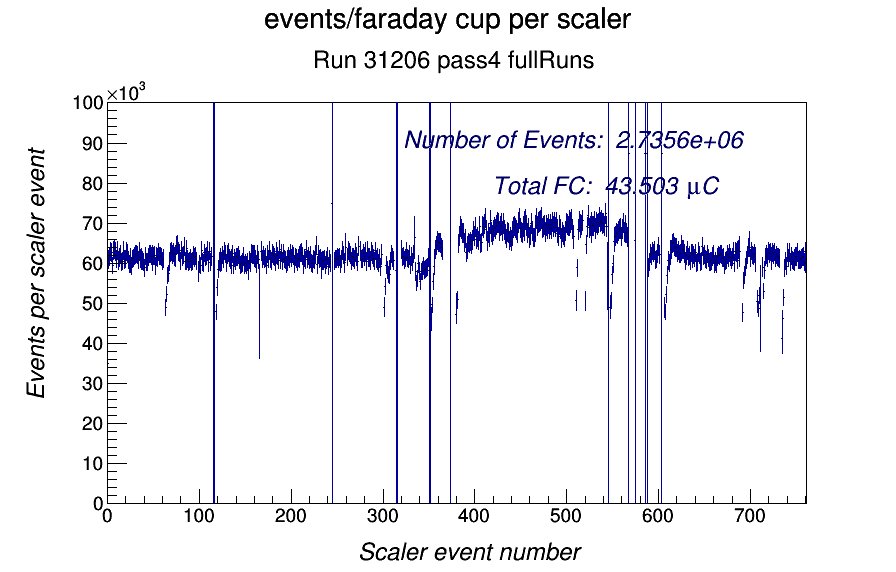 events/faraday cup per scaler
Run 31206 pass4 fullRuns
×10³
100
90
80
70
60
50
40
30
20
10
0
Events per scaler event
Number of Events: 2.7356e+06
Total FC: 43.503 μC
0 100 200 300 400 500 600 700
Scaler event number